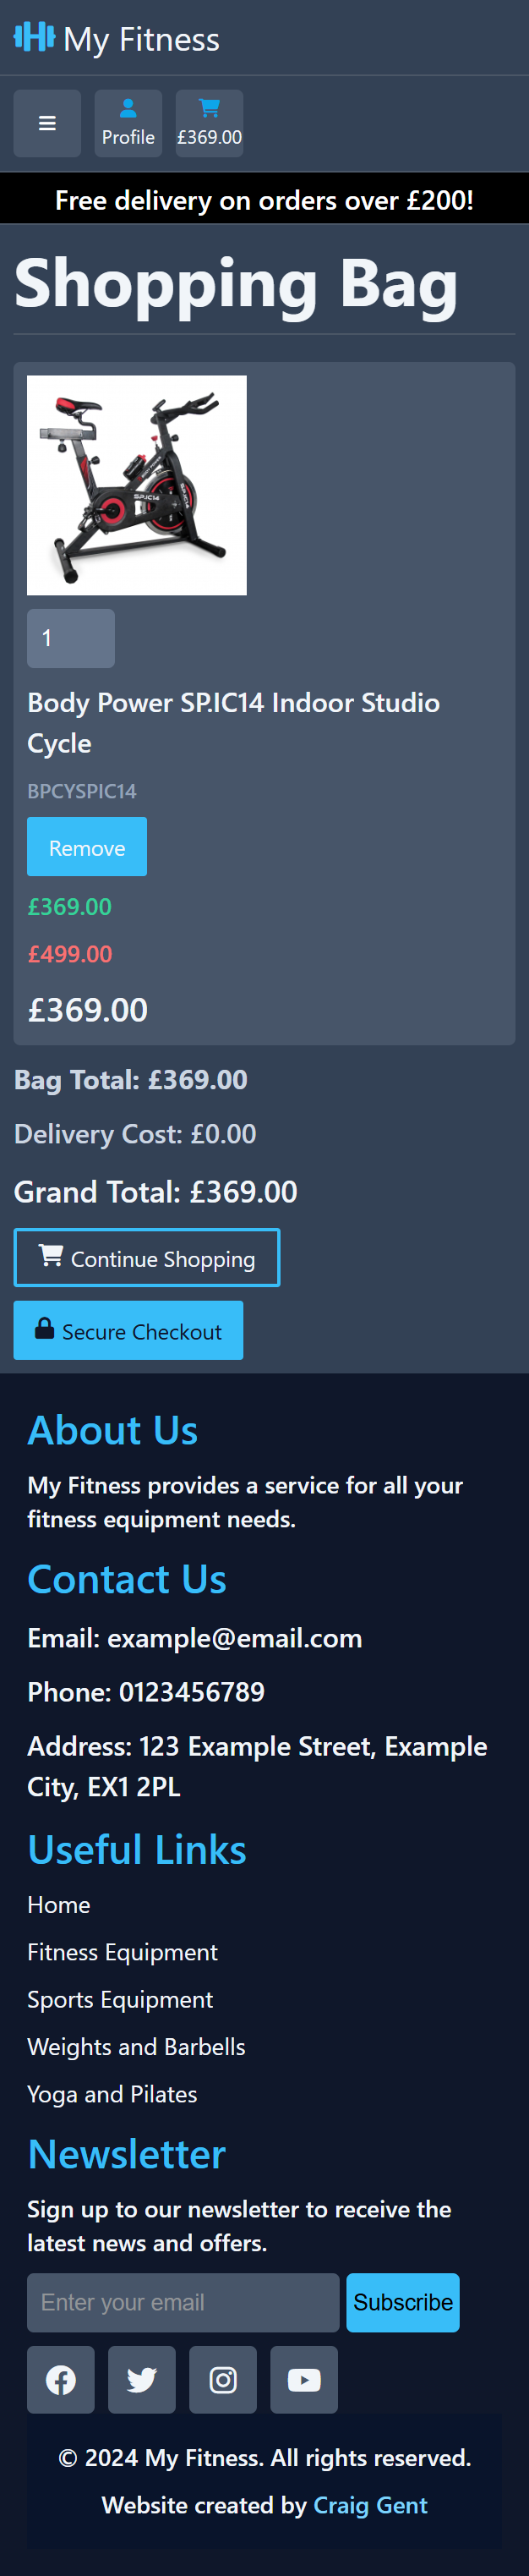 My Fitness
Profile
£369.00
Free delivery on orders over £200!
Shopping Bag
SP.IC14
1
Body Power SP.IC14 Indoor Studio
Cycle
BPCYSPIC14
Remove
£369.00
£499.00
£369.00
Bag Total: £369.00
Delivery Cost: £0.00
Grand Total: £369.00
Continue Shopping
Secure Checkout
About Us
My Fitness provides a service for all your
fitness equipment needs.
Contact Us
Email: example@email.com
Phone: 0123456789
Address: 123 Example Street, Example
City, EX1 2PL
Useful Links
Home
Fitness Equipment
Sports Equipment
Weights and Barbells
Yoga and Pilates
Newsletter
Sign up to our newsletter to receive the
latest news and offers.
Enter your email
Subscribe
© 2024 My Fitness. All rights reserved.
Website created by Craig Gent